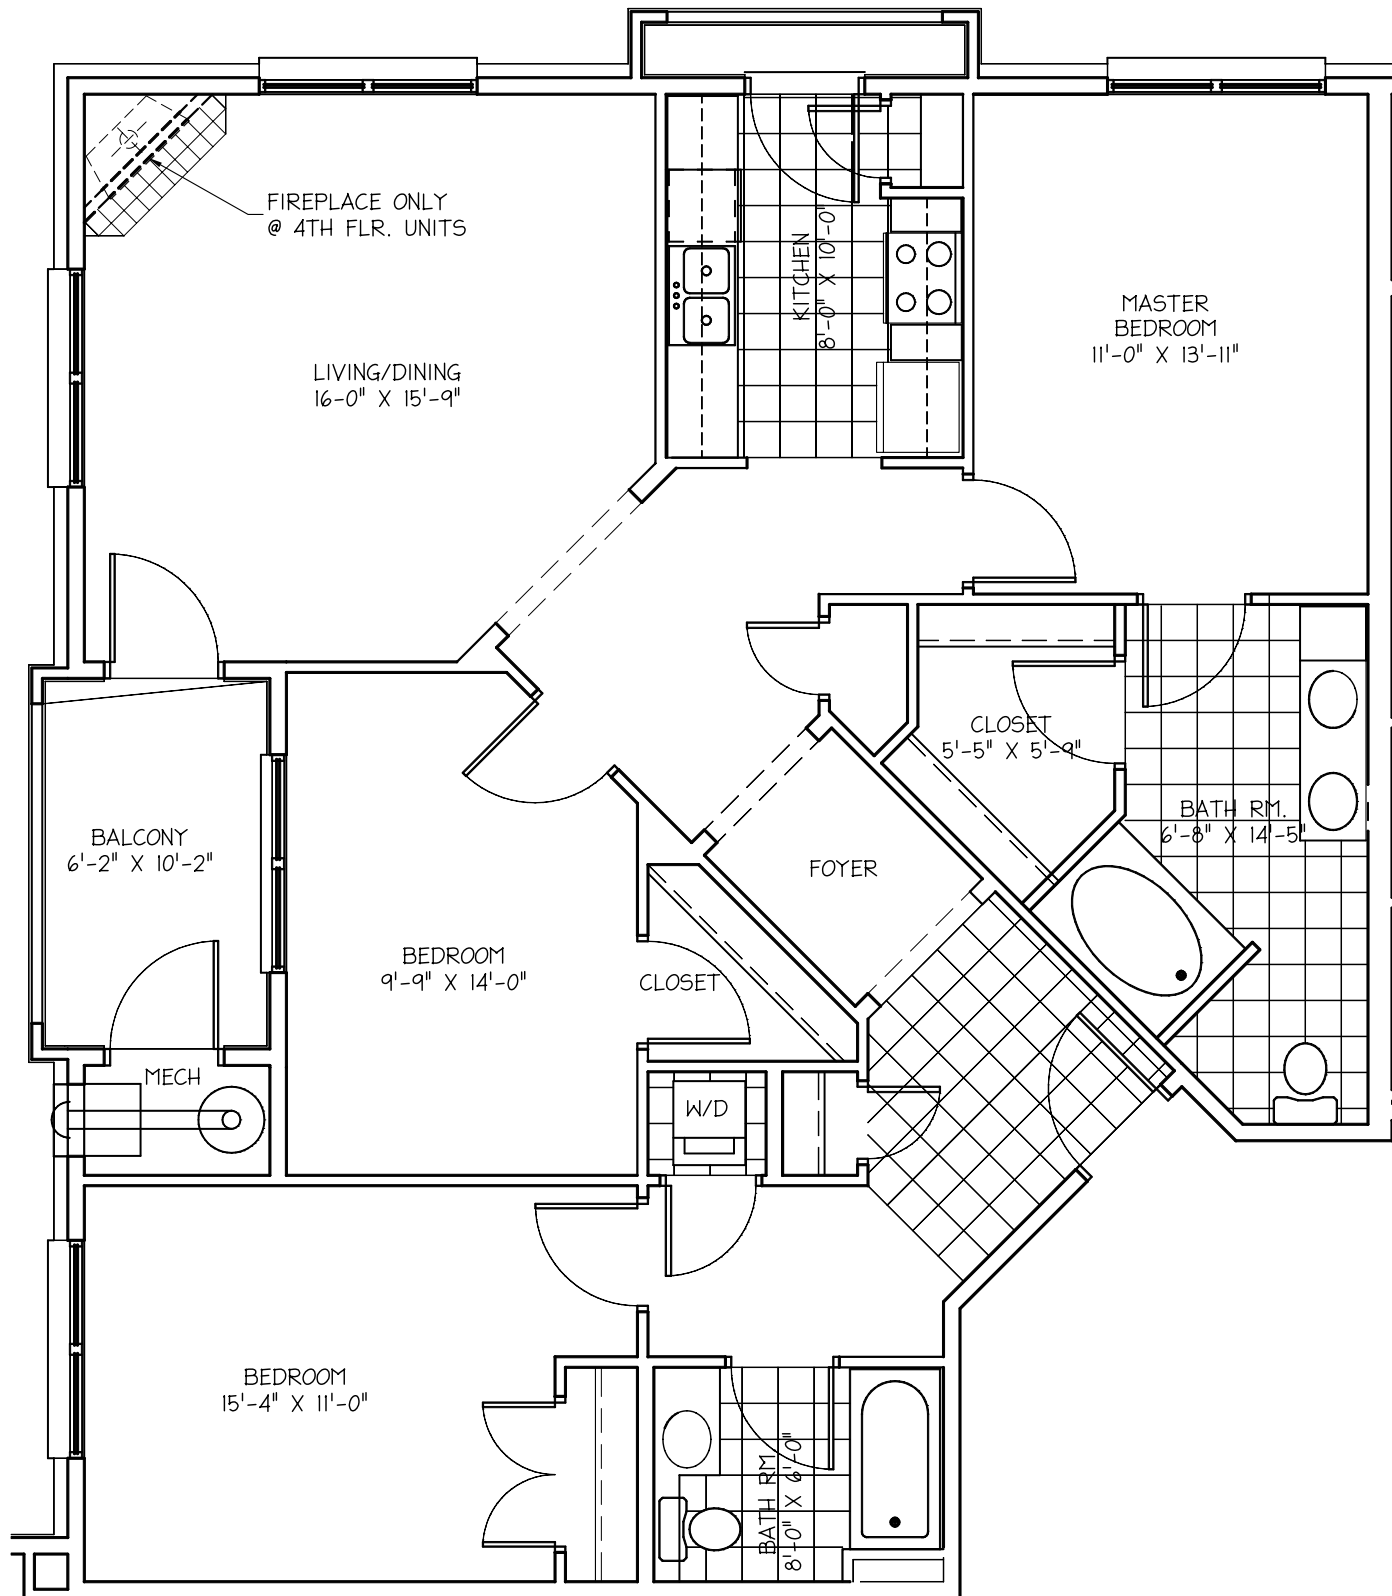 FIREPLACE ONLY
@ 4TH FLR. UNITS
LIVING/DINING
16-0" X 15'-9"
KITCHEN
8'-0" X 10'-0"
MASTER
BEDROOM
11'-0" X 13'-11"
CLOSET
5'-5" X 5'-9"
BATH RM.
6'-8" X 14'-5"
BALCONY
6'-2" X 10'-2"
FOYER
BEDROOM
9'-9" X 14'-0"
CLOSET
MECH
W/D
BEDROOM
15'-4" X 11'-0"
BATH RM.
8'-0" X 6'-0"